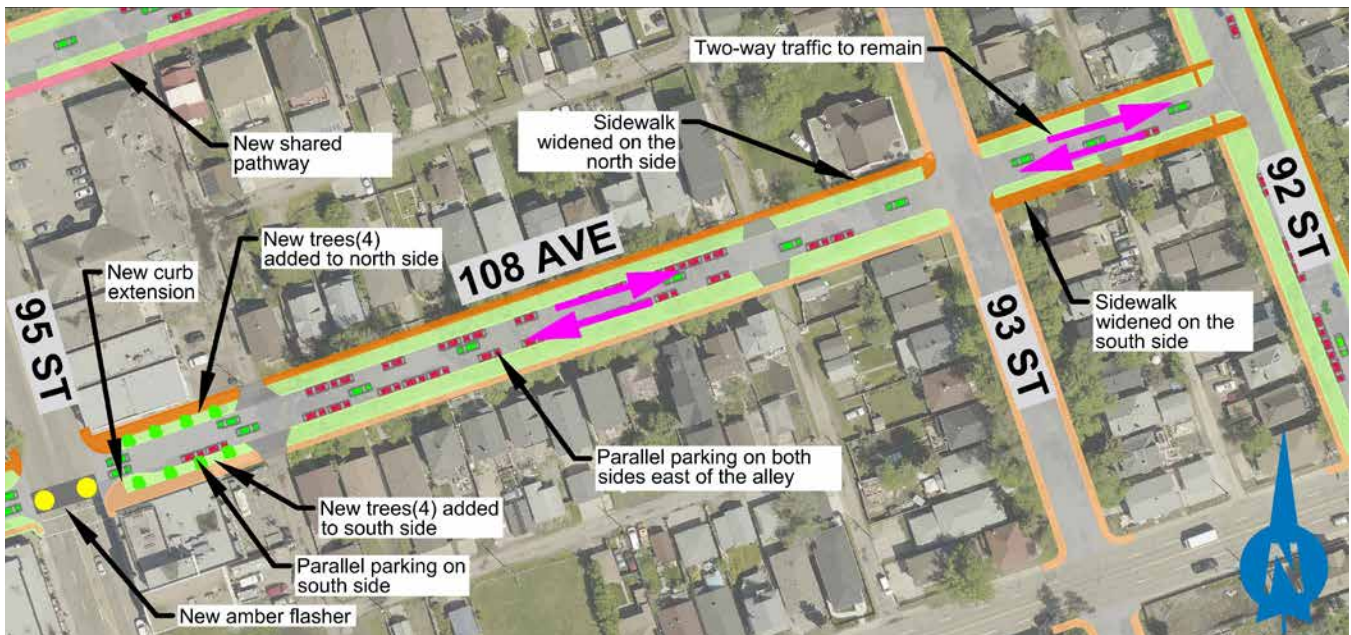 Two-way traffic to remain
Sidewalk
widened on the
north side
New shared
pathway
New trees(4)
added to north side
New curb
extension
108 AVE
95 ST
93 ST
92 ST
Sidewalk
widened on the
south side
Parallel parking on both
sides east of the alley
New trees(4) added
to south side
Parallel parking on
south side
New amber flasher
N